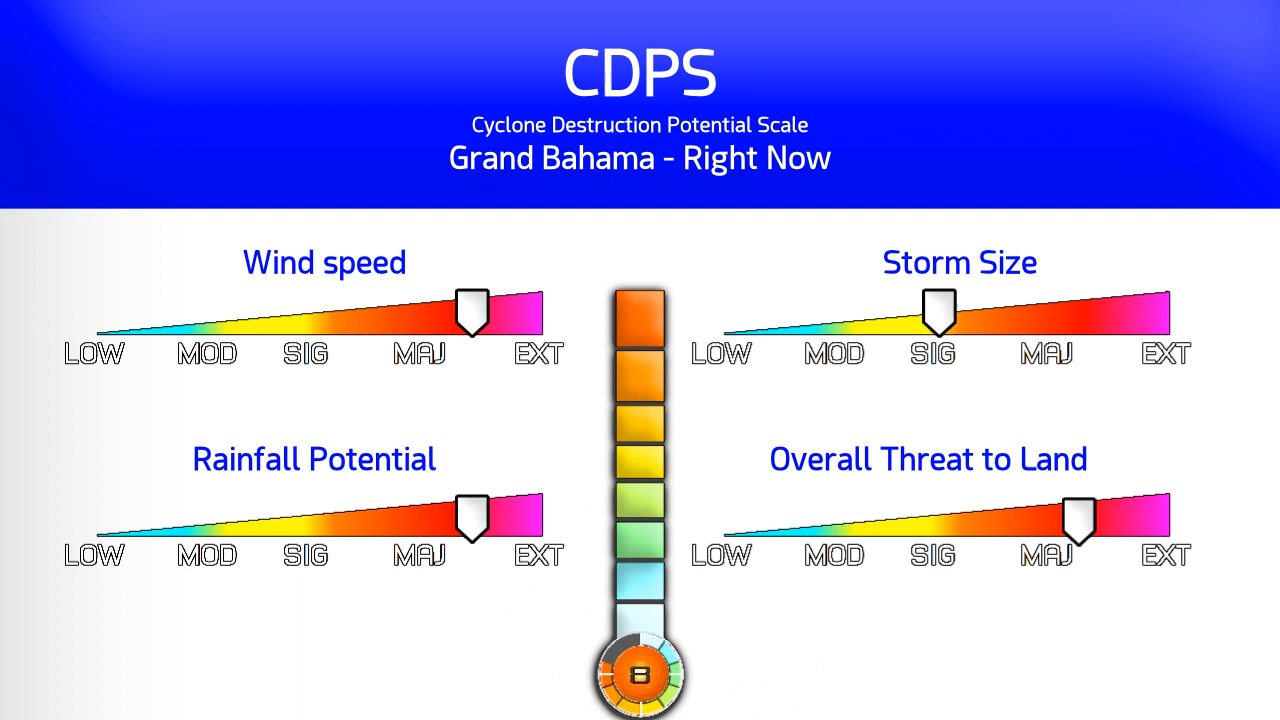 CDPS
Cyclone Destruction Potential Scale
Grand Bahama - Right Now
Wind speed
LOW MOD SIG MAJ EXT
Storm Size
LOW MOD SIG MAJ EXT
Rainfall Potential
LOW MOD SIG MAJ EXT
Overall Threat to Land
LOW MOD SIG MAJ EXT
8